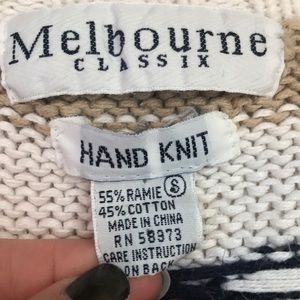 Melbourne
CLASSIX
HAND KNIT
55% RAMIE S
45% COTTON
MADE IN CHINA
RN 58973
CARE INSTRUCTION
ON BACK